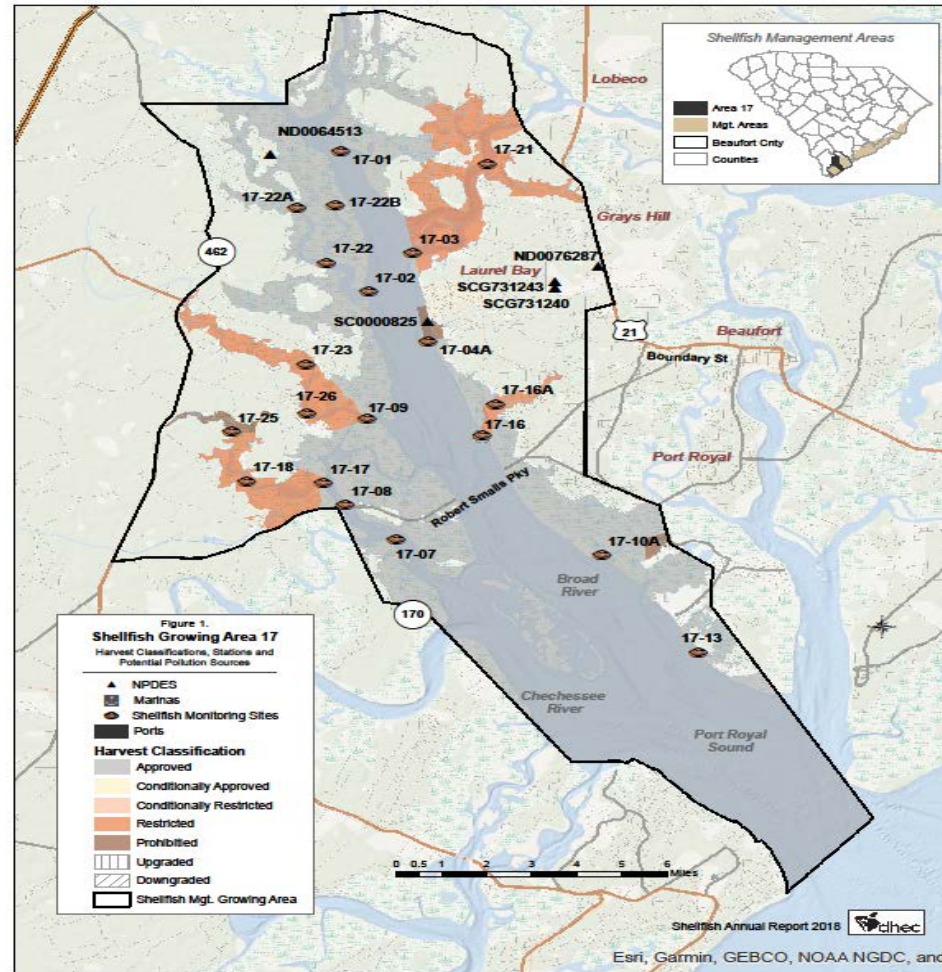 Shellfish Management Areas
Area 17
Mgt. Areas
Beaufort Cnty
Counties
Lobeco
ND0064513
17-01
17-21
17-22A
17-22B
Grays Hill
462
17-22
17-03
ND0076287
Laurel Bay
17-02
SCG731243
SCG731240
SC0000825
21
Beaufort
17-04A
Boundary St
17-23
17-26
17-09
17-16A
17-25
17-16
17-18
17-17
Port Royal
17-08
Robert Smalls Pky
17-07
17-10A
Broad
River
170
17-13
Chechessee
River
Port Royal
Sound
Figure 1.
Shellfish Growing Area 17
Harvest Classifications, Stations and
Potential Pollution Sources
NPDES
Marinas
Shellfish Monitoring Sites
Ports
Harvest Classification
Approved
Conditionally Approved
Conditionally Restricted
Restricted
Prohibited
Upgraded
Downgraded
Shellfish Mgt. Growing Area
0 0.5 1 2 3 4 5 6
Miles
Shellfish Annual Report 2018
dhec
Esri, Garmin, GEBCO, NOAA NGDC, and